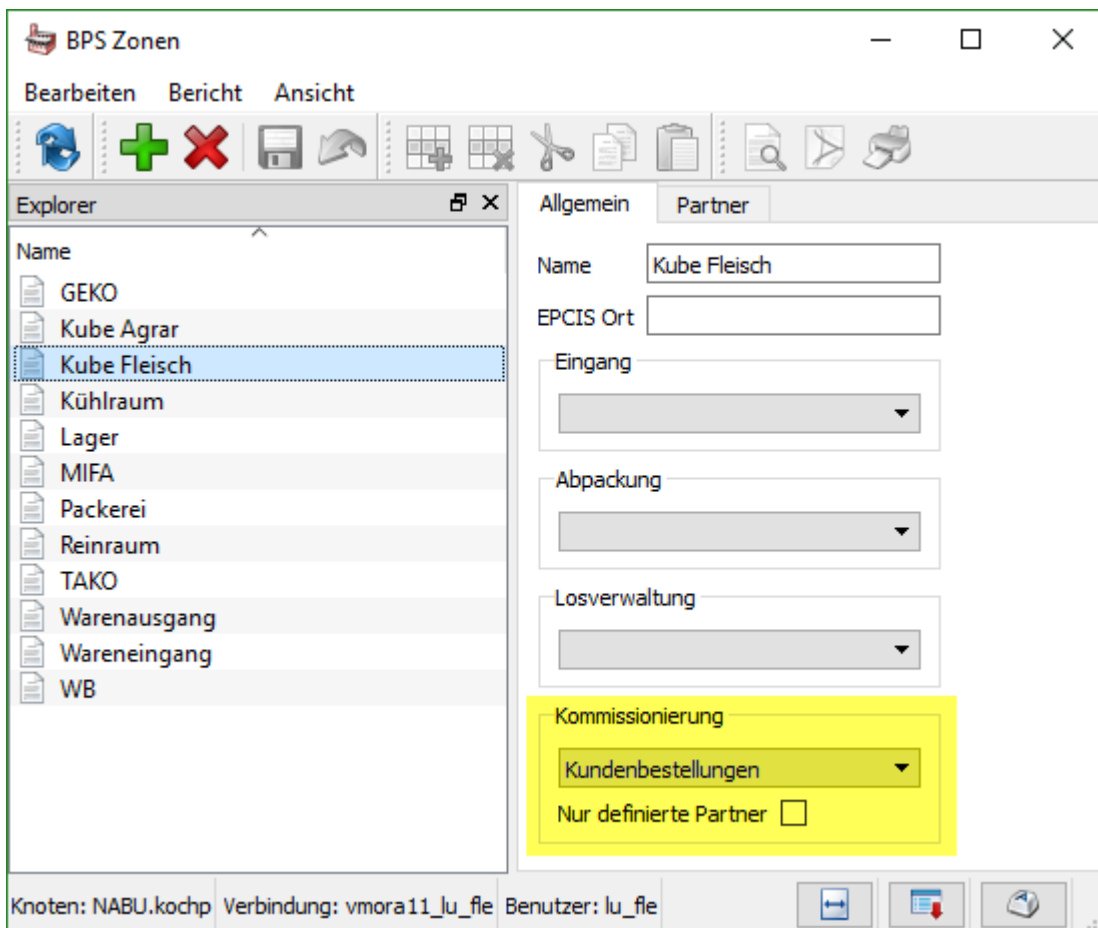 BPS Zonen
Bearbeiten Bericht Ansicht
Explorer
Name
GEKO
Kube Agrar
Kube Fleisch
Kühlraum
Lager
MIFA
Packerei
Reinraum
TAKO
Warenausgang
Wareneingang
WB
Allgemein Partner
Name Kube Fleisch
EPCIS Ort
Eingang
Abpackung
Losverwaltung
Kommissionierung
Kundenbestellungen
Nur definierte Partner
Knoten: NABU.kochp Verbindung: vmora11_lu_fle Benutzer: lu_fle